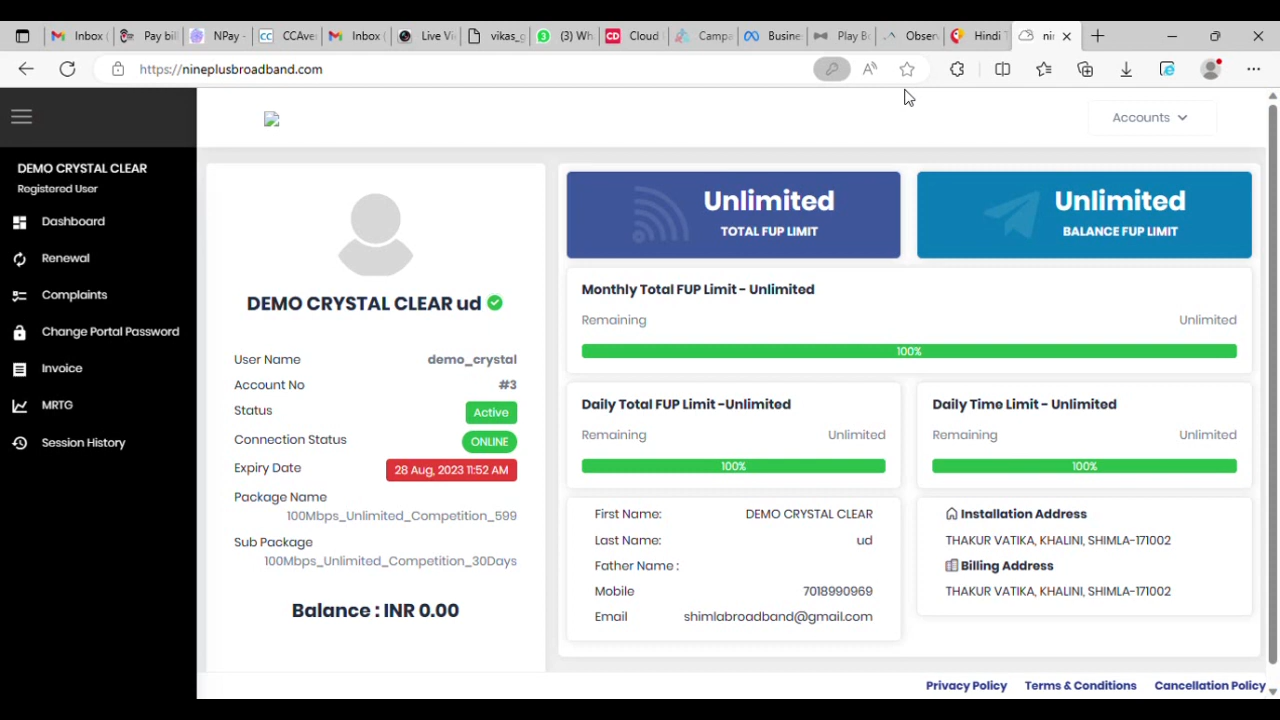 Inbox (
Pay bil
NPay -
CCAve
Inbox (
Live Vi
vikas_g
(3) Wh
Cloud
Campa
Busine
Play B
Observ
Hindi T
nir
https://nineplusbroadband.com
Accounts
DEMO CRYSTAL CLEAR
Registered User
Dashboard
Renewal
Complaints
Change Portal Password
Invoice
MRTG
Session History
DEMO CRYSTAL CLEAR ud
User Name demo_crystal
Account No #3
Status Active
Connection Status ONLINE
Expiry Date 28 Aug, 2023 11:52 AM
Package Name
100Mbps_Unlimited_Competition_599
Sub Package
100Mbps_Unlimited_Competition_30Days
Balance : INR 0.00
Unlimited
TOTAL FUP LIMIT
Unlimited
BALANCE FUP LIMIT
Monthly Total FUP Limit - Unlimited
Remaining Unlimited
100%
Daily Total FUP Limit -Unlimited
Remaining Unlimited
100%
Daily Time Limit - Unlimited
Remaining Unlimited
100%
First Name: DEMO CRYSTAL CLEAR
Last Name: ud
Father Name :
Mobile 7018990969
Email shimlabroadband@gmail.com
Installation Address
THAKUR VATIKA, KHALINI, SHIMLA-171002
Billing Address
THAKUR VATIKA, KHALINI, SHIMLA-171002
Privacy Policy Terms & Conditions Cancellation Policy